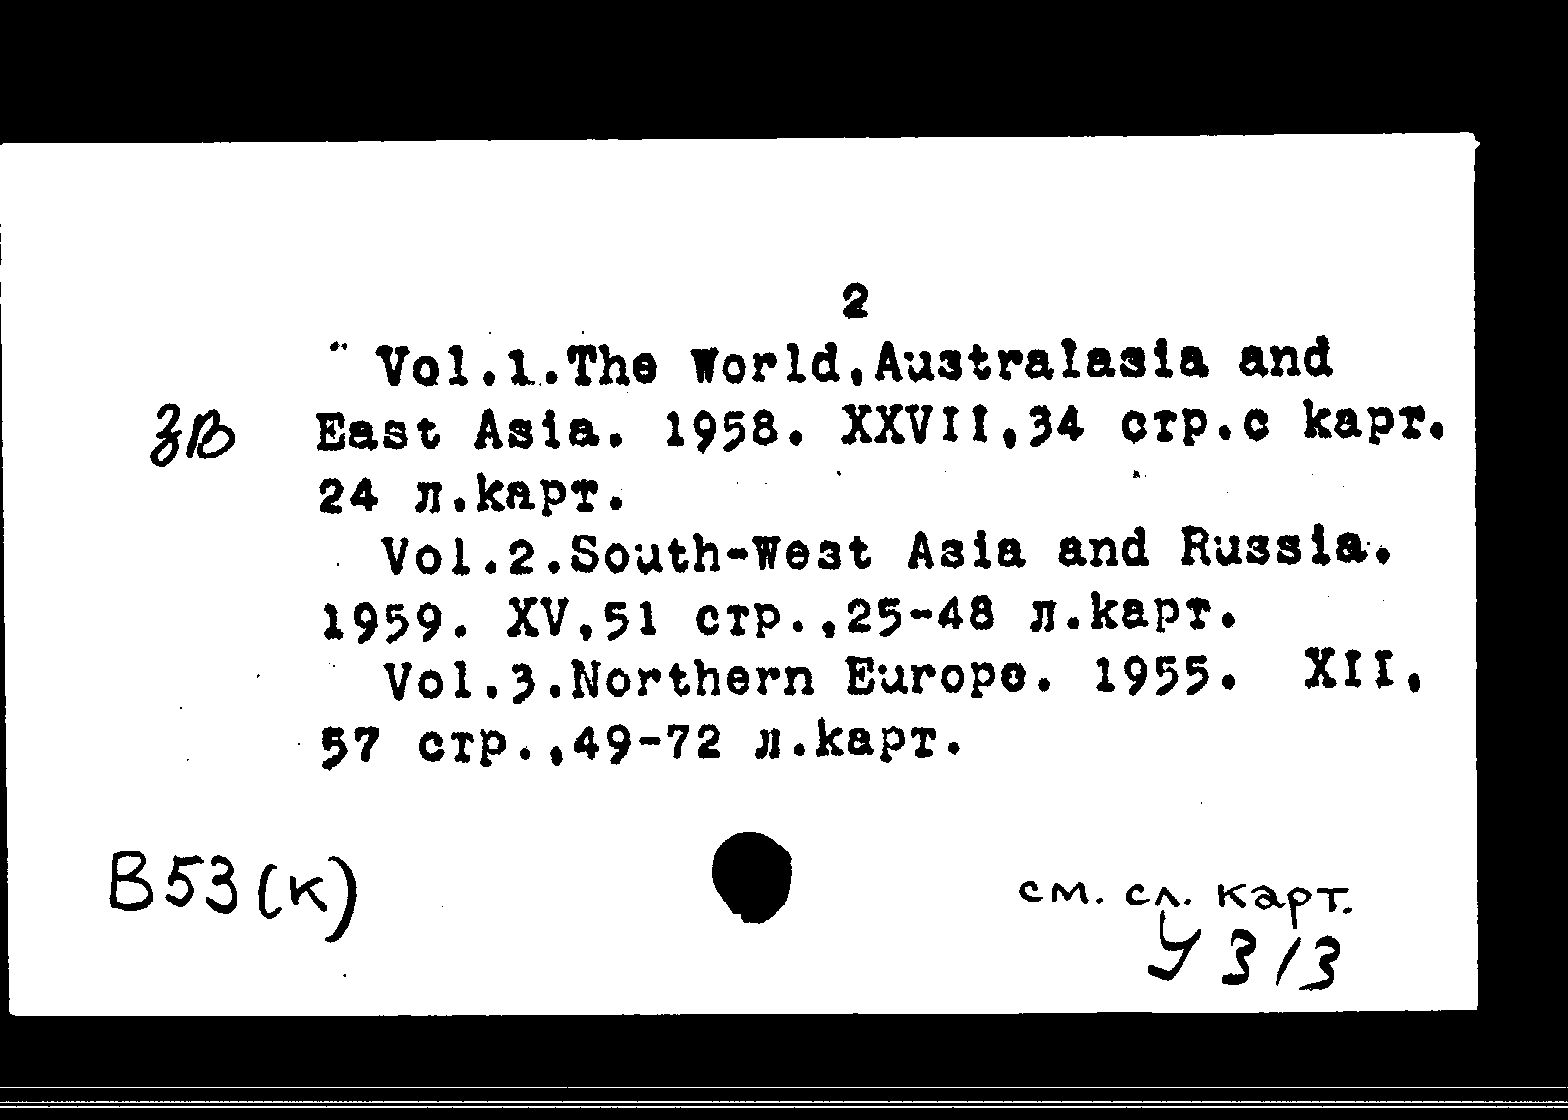 2
Vol.1.The World,Australasia and
зв East Asia. 1958. XXVII,34 стр.с карт.
24 л.карт.
Vol.2.South-West Asia and Russia.
1959. XV,51 стр.,25-48 л.карт.
Vol.3.Northern Europe. 1955. XII,
57 стр.,49-72 л.карт.
В53(к)
см. сл. карт.
У 3/3